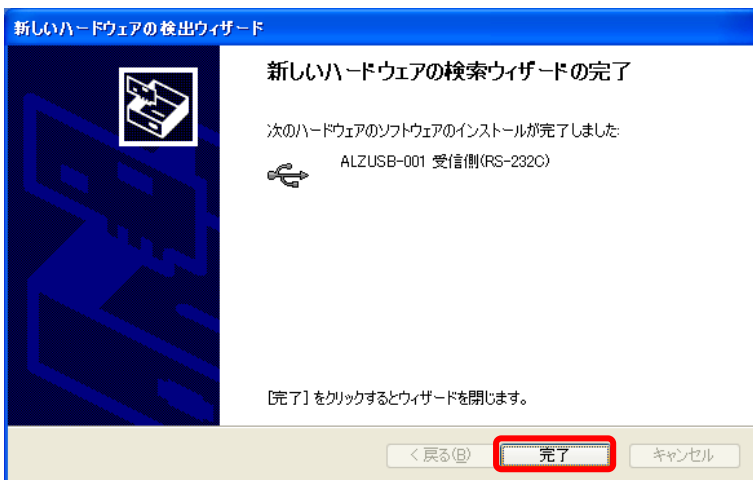 新しいハードウェアの検出ウィザード
新しいハードウェアの検索ウィザードの完了
次のハードウェアのソフトウェアのインストールが完了しました:
ALZUSB-001 受信側(RS-232C)
[完了] をクリックするとウィザードを閉じます。
< 戻る(B)
完了
キャンセル